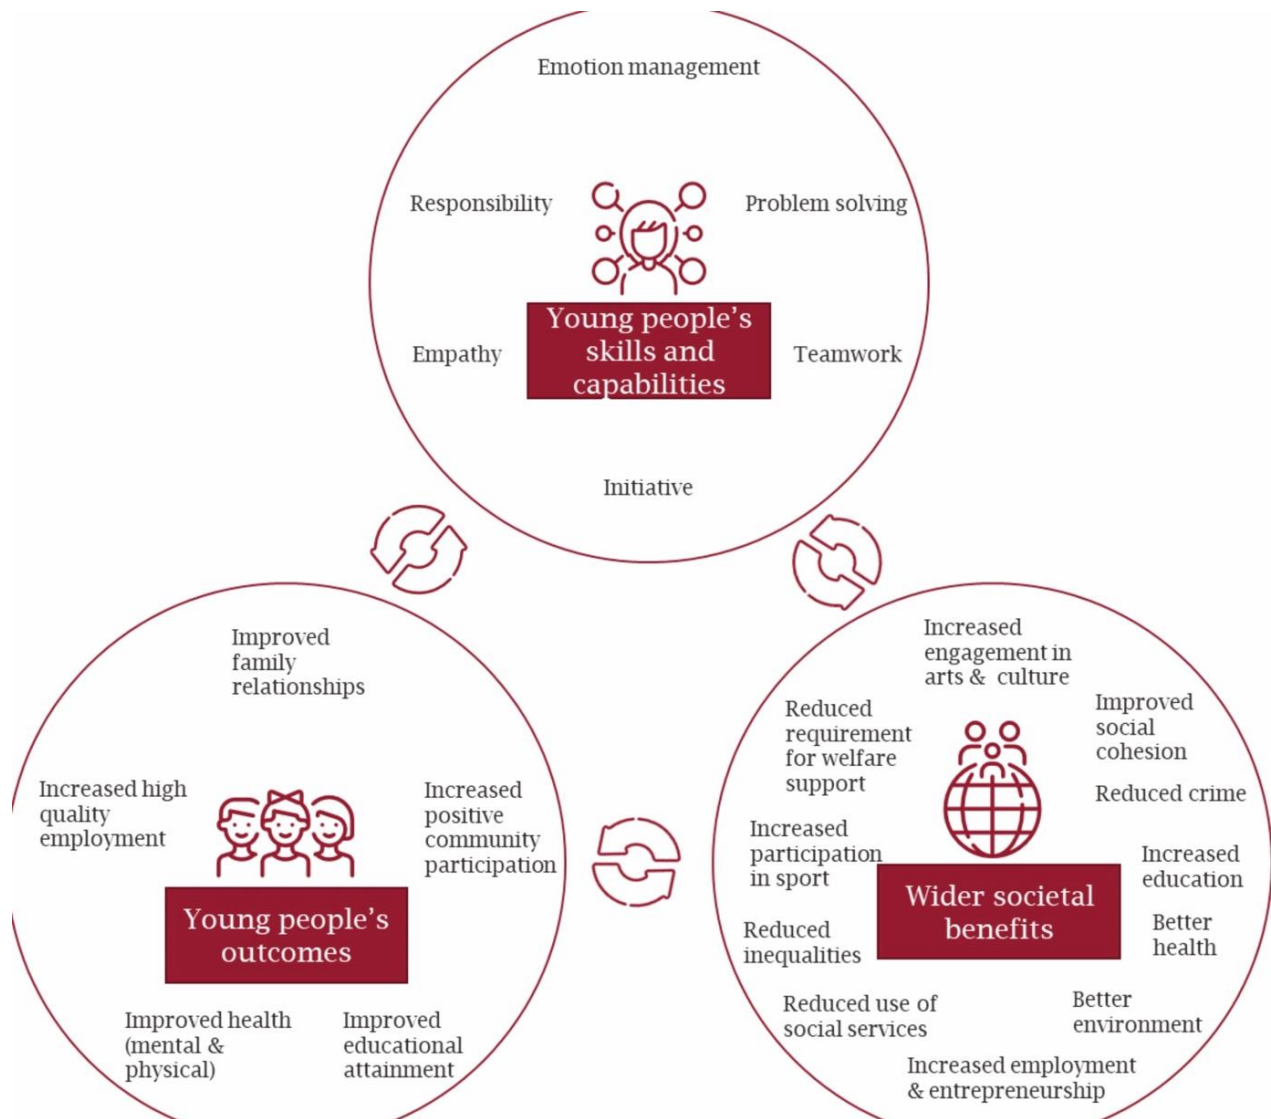 Emotion management
Responsibility
Problem solving
Young people’s
skills and
capabilities
Empathy
Teamwork
Initiative
Improved
family
relationships
Increased high
quality
employment
Increased
positive
community
participation
Young people’s
outcomes
Improved health
(mental &
physical)
Improved
educational
attainment
Increased
engagement in
arts &  culture
Reduced
requirement
for welfare
support
Improved
social
cohesion
Reduced crime
Increased
participation
in sport
Increased
education
Wider societal
benefits
Reduced
inequalities
Better
health
Reduced use of
social services
Better
environment
Increased employment
& entrepreneurship